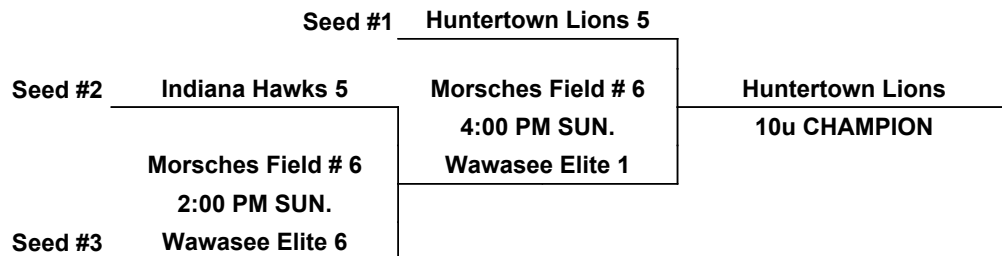 Seed #1 Huntertown Lions 5
Seed #2 Indiana Hawks 5 Morsches Field # 6 Huntertown Lions
4:00 PM SUN. 10u CHAMPION
Morsches Field # 6 Wawasee Elite 1
2:00 PM SUN.
Seed #3 Wawasee Elite 6